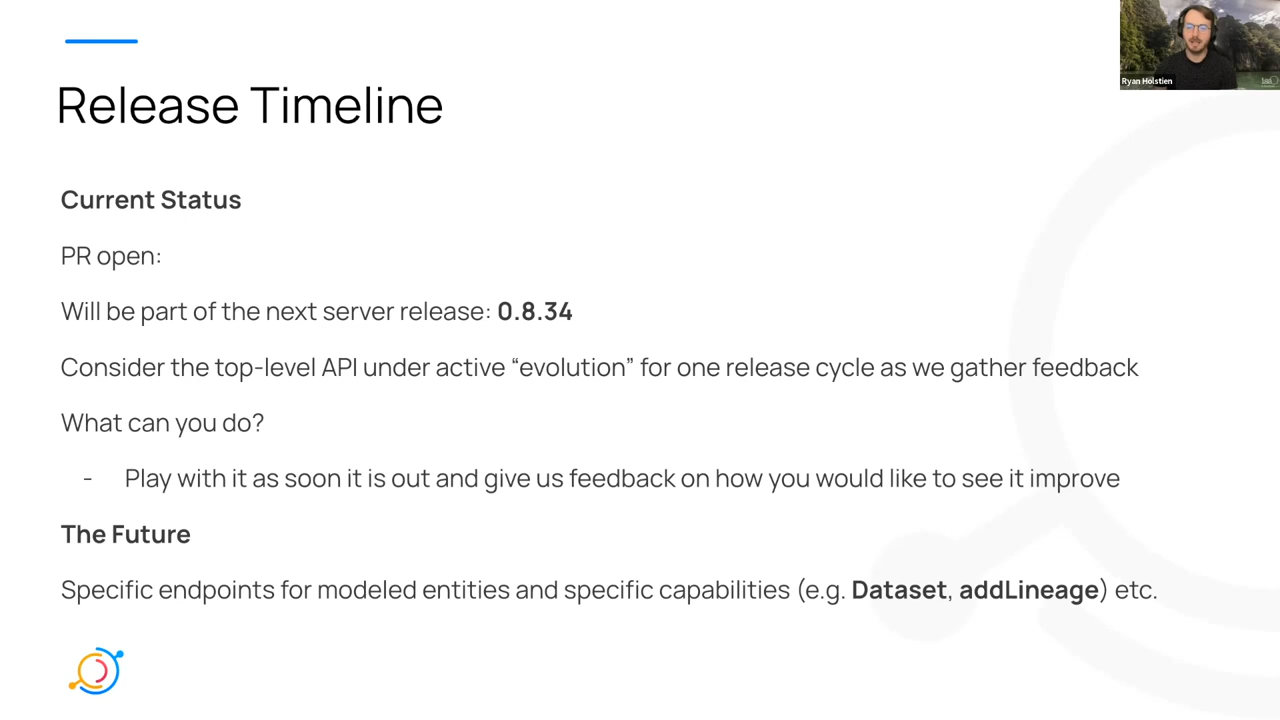 Ryan Holstien
Release Timeline
Current Status
PR open:
Will be part of the next server release: 0.8.34
Consider the top-level API under active “evolution” for one release cycle as we gather feedback
What can you do?
- Play with it as soon it is out and give us feedback on how you would like to see it improve
The Future
Specific endpoints for modeled entities and specific capabilities (e.g. Dataset, addLineage) etc.